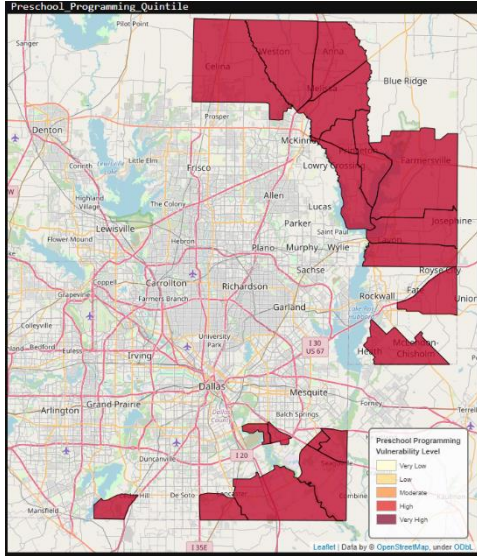 Preschool_Programming_Quintile
Pilot Point
Sanger
Celina
Weston
Anna
Melissa
Blue Ridge
Denton
Prosper
McKinney
Princeton
Farmersville
Corinth
Little Elm
Frisco
Lowry Crossing
Highland
Village
The Colony
Allen
Lucas
Josephine
Flower Mound
Lewisville
Hebron
Parker
Saint Paul
Plano
Murphy
Wylie
Lavon
Sachse
Royse City
Grapevine
Coppell
Carrollton
Farmers Branch
Richardson
Garland
Rockwall
Fate
Union
Colleyville
University
Park
I 30
US 67
Heath
McLendon-
Chisholm
Bedford
Euless
Irving
Dallas
Mesquite
Forney
Arlington
Grand Prairie
Balch Springs
Terrell
Duncanville
I 20
Seagoville
Combine
Mansfield
Cedar Hill
De Soto
Lancaster
I 35E
Preschool Programming
Vulnerability Level
Very Low
Low
Moderate
High
Very High
Leaflet | Data by © OpenStreetMap, under ODbL.